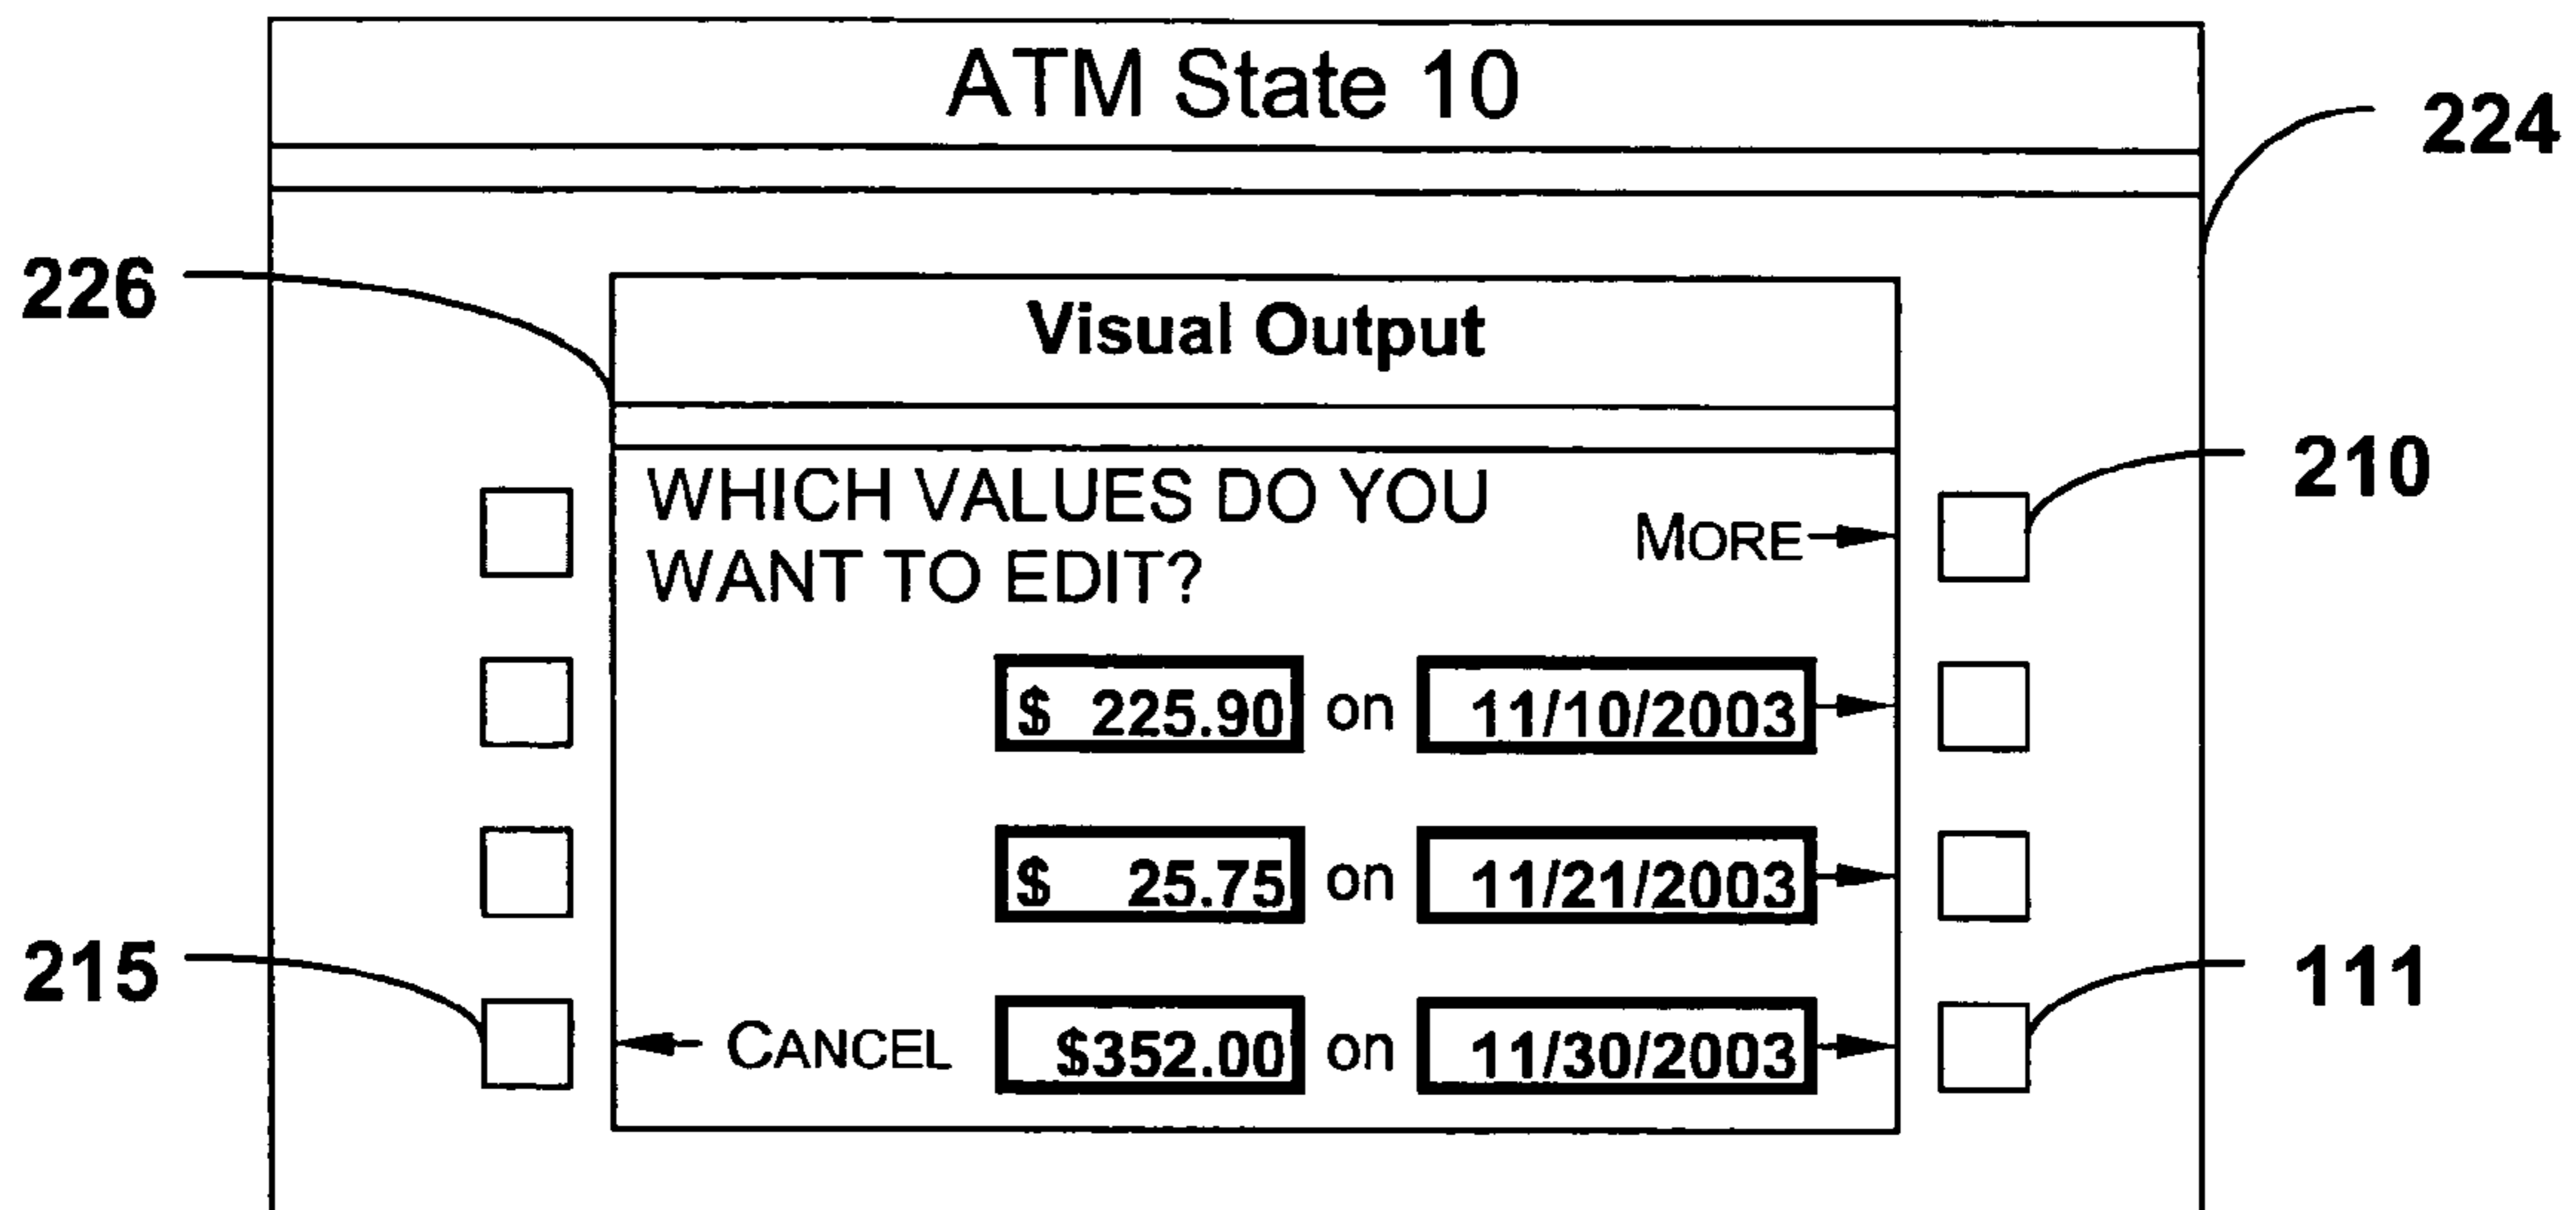 ATM State 10
224
226
Visual Output
WHICH VALUES DO YOU
WANT TO EDIT?
MORE
210
$ 225.90 on 11/10/2003
$ 25.75 on 11/21/2003
215
111
CANCEL $352.00 on 11/30/2003